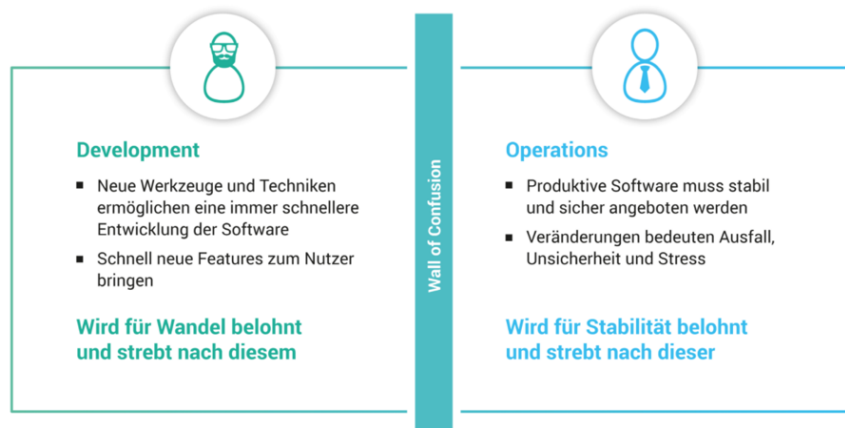 Development
▪ Neue Werkzeuge und Techniken
ermöglichen eine immer schnellere
Entwicklung der Software
▪ Schnell neue Features zum Nutzer
bringen
Wird für Wandel belohnt
und strebt nach diesem
Wall of Confusion
Operations
▪ Produktive Software muss stabil
und sicher angeboten werden
▪ Veränderungen bedeuten Ausfall,
Unsicherheit und Stress
Wird für Stabilität belohnt
und strebt nach dieser